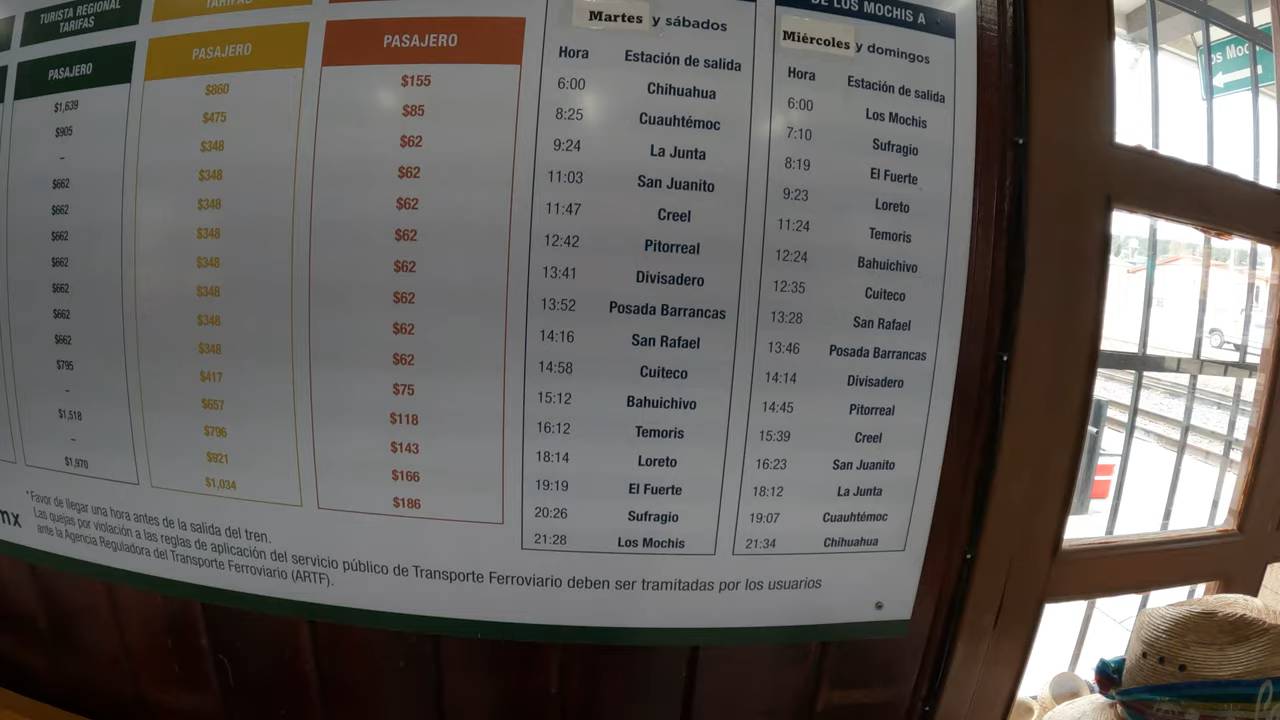 TURISTA REGIONAL
TARIFAS
PASAJERO
$1,639
$905
–
$662
$662
$662
$662
$662
$662
$662
$795
–
$1,518
–
$1,970
TARIFAS
PASAJERO
$860
$475
$348
$348
$348
$348
$348
$348
$348
$348
$417
$657
$796
$921
$1,034
PASAJERO
$155
$85
$62
$62
$62
$62
$62
$62
$62
$62
$75
$118
$143
$166
$186
Martes y sábados
Hora Estación de salida
6:00 Chihuahua
8:25 Cuauhtémoc
9:24 La Junta
11:03 San Juanito
11:47 Creel
12:42 Pitorreal
13:41 Divisadero
13:52 Posada Barrancas
14:16 San Rafael
14:58 Cuiteco
15:12 Bahuichivo
16:12 Temoris
18:14 Loreto
19:19 El Fuerte
20:26 Sufragio
21:28 Los Mochis
DE LOS MOCHIS A
Miércoles y domingos
Hora Estación de salida
6:00 Los Mochis
7:10 Sufragio
8:19 El Fuerte
9:23 Loreto
11:24 Temoris
12:24 Bahuichivo
12:35 Cuiteco
13:28 San Rafael
13:46 Posada Barrancas
14:14 Divisadero
14:45 Pitorreal
15:39 Creel
16:23 San Juanito
18:12 La Junta
19:07 Cuauhtémoc
21:34 Chihuahua
mx
*Favor de llegar una hora antes de la salida del tren.
Las quejas por violación a las reglas de aplicación del servicio público de Transporte Ferroviario deben ser tramitadas por los usuarios
ante la Agencia Reguladora del Transporte Ferroviario (ARTF).
Los Moc